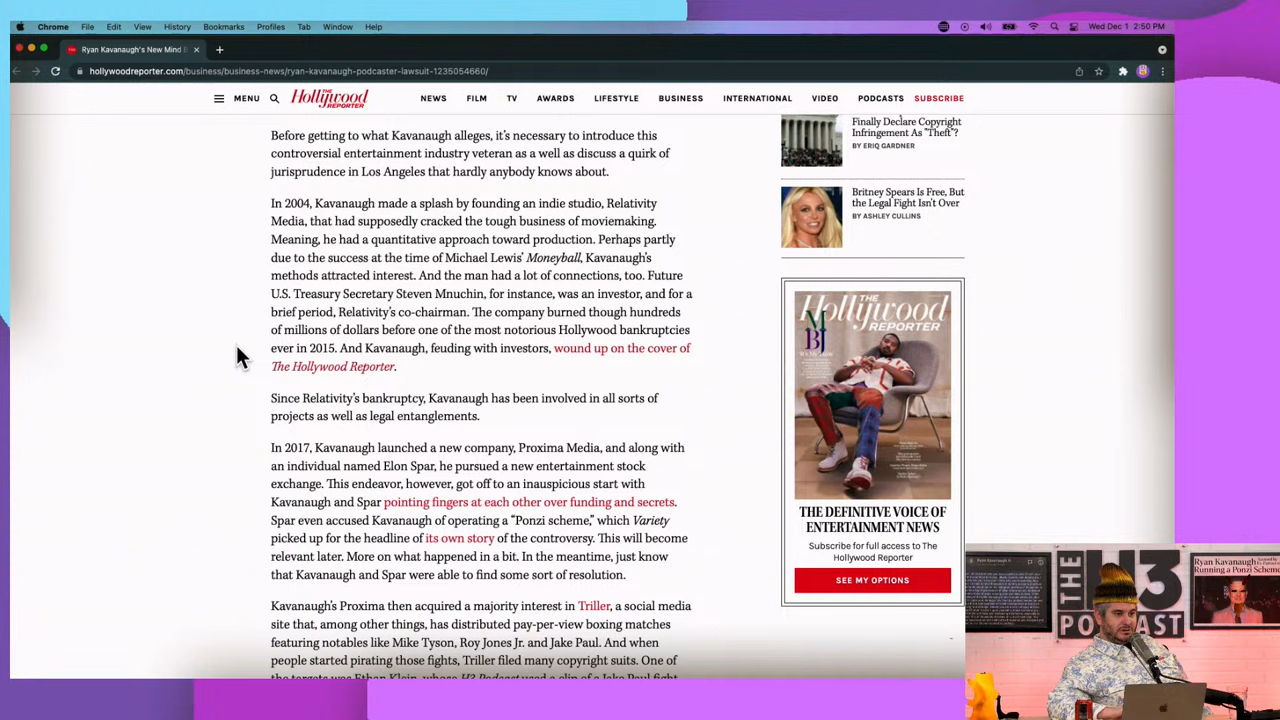 Chrome File Edit View History Bookmarks Profiles Tab Window Help
Wed Dec 1 2:50 PM
Ryan Kavanaugh's New Mind B
hollywoodreporter.com/business/business-news/ryan-kavanaugh-podcaster-lawsuit-1235054660/
MENU
THE Hollywood REPORTER
NEWS FILM TV AWARDS LIFESTYLE BUSINESS INTERNATIONAL VIDEO PODCASTS SUBSCRIBE
Before getting to what Kavanaugh alleges, it's necessary to introduce this
controversial entertainment industry veteran as well as discuss a quirk of
jurisprudence in Los Angeles that hardly anybody knows about.
In 2004, Kavanaugh made a splash by founding an indie studio, Relativity
Media, that had supposedly cracked the tough business of moviemaking.
Meaning, he had a quantitative approach toward production. Perhaps partly
due to the success at the time of Michael Lewis' Moneyball, Kavanaugh's
methods attracted interest. And the man had a lot of connections, too. Future
U.S. Treasury Secretary Steven Mnuchin, for instance, was an investor, and for a
brief period, Relativity's co-chairman. The company burned though hundreds
of millions of dollars before one of the most notorious Hollywood bankruptcies
ever in 2015. And Kavanaugh, feuding with investors, wound up on the cover of
The Hollywood Reporter.
Since Relativity's bankruptcy, Kavanaugh has been involved in all sorts of
projects as well as legal entanglements.
In 2017, Kavanaugh launched a new company, Proxima Media, and along with
an individual named Elon Spar, he pursued a new entertainment stock
exchange. This endeavor, however, got off to an inauspicious start with
Kavanaugh and Spar pointing fingers at each other over funding and secrets.
Spar even accused Kavanaugh of operating a "Ponzi scheme," which Variety
picked up for the headline of its own story of the controversy. This will become
relevant later. More on what happened in a bit. In the meantime, just know
that Kavanaugh and Spar were able to find some sort of resolution.
Kavanaugh's Proxima then acquired a majority interest in Triller, a social media
site that, among other things, has distributed pay-per-view boxing matches
featuring notables like Mike Tyson, Roy Jones Jr. and Jake Paul. And when
people started pirating those fights, Triller filed many copyright suits. One of
the targets was Ethan Klein, whose H3 Podcast used a clip of a Jake Paul fight
Finally Declare Copyright
Infringement As "Theft"?
BY ERIQ GARDNER
Britney Spears Is Free, But
the Legal Fight Isn't Over
BY ASHLEY CULLINS
THE Hollywood REPORTER
THE DEFINITIVE VOICE OF
ENTERTAINMENT NEWS
Subscribe for full access to The
Hollywood Reporter
SEE MY OPTIONS
THE H3 PODCAST
Ryan Kavanaugh
Running a Ponzi Scheme